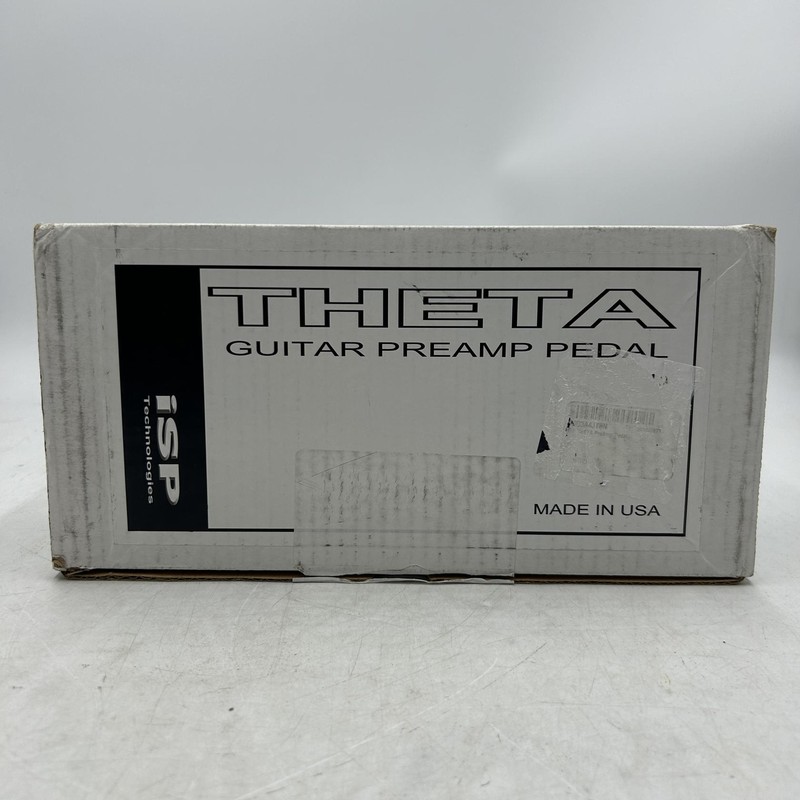 THETA
GUITAR PREAMP PEDAL
iSP
Technologies
MADE IN USA